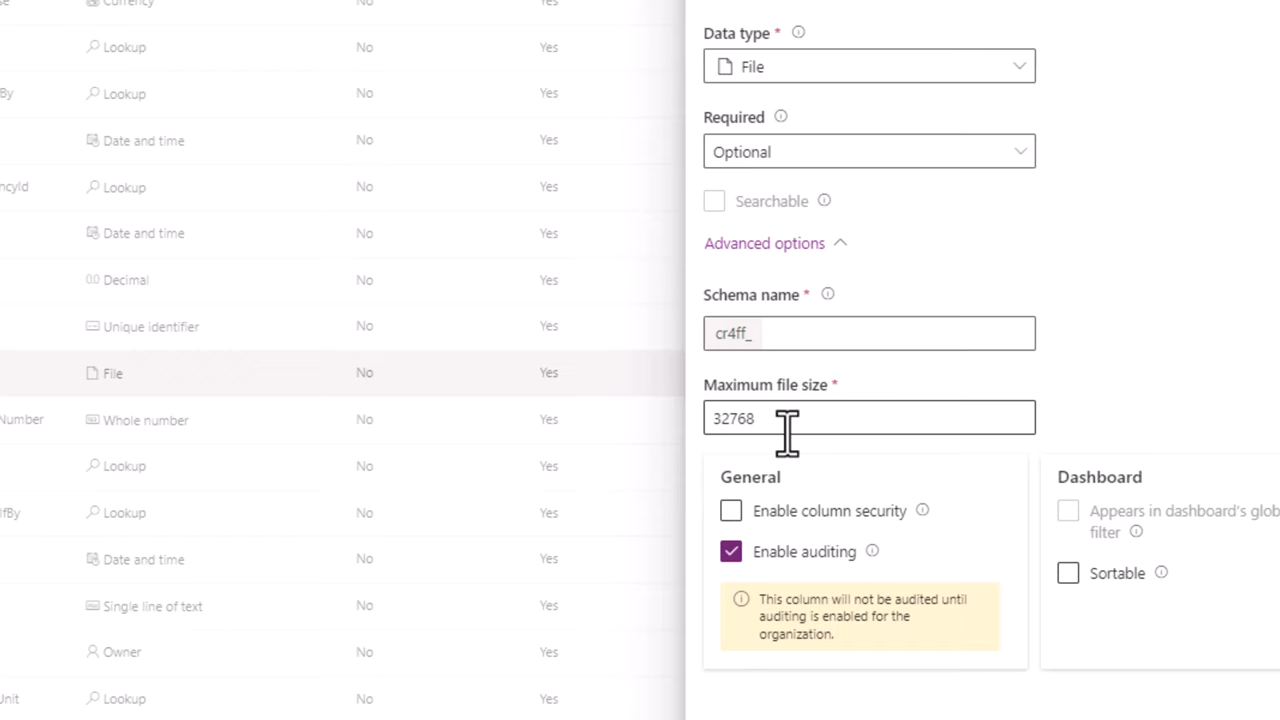 Currency Yes
Lookup No Yes
By Lookup No Yes
Date and time No Yes
ncyId Lookup No Yes
Date and time No Yes
Decimal No Yes
Unique identifier No Yes
File No Yes
Number Whole number No Yes
Lookup No Yes
lfBy Lookup No Yes
Date and time No Yes
Single line of text No Yes
Owner No Yes
Unit Lookup No Yes
Data type *
File
Required
Optional
Searchable
Advanced options
Schema name *
cr4ff_
Maximum file size *
32768
General
Enable column security
Enable auditing
This column will not be audited until
auditing is enabled for the
organization.
Dashboard
Appears in dashboard's glob
filter
Sortable